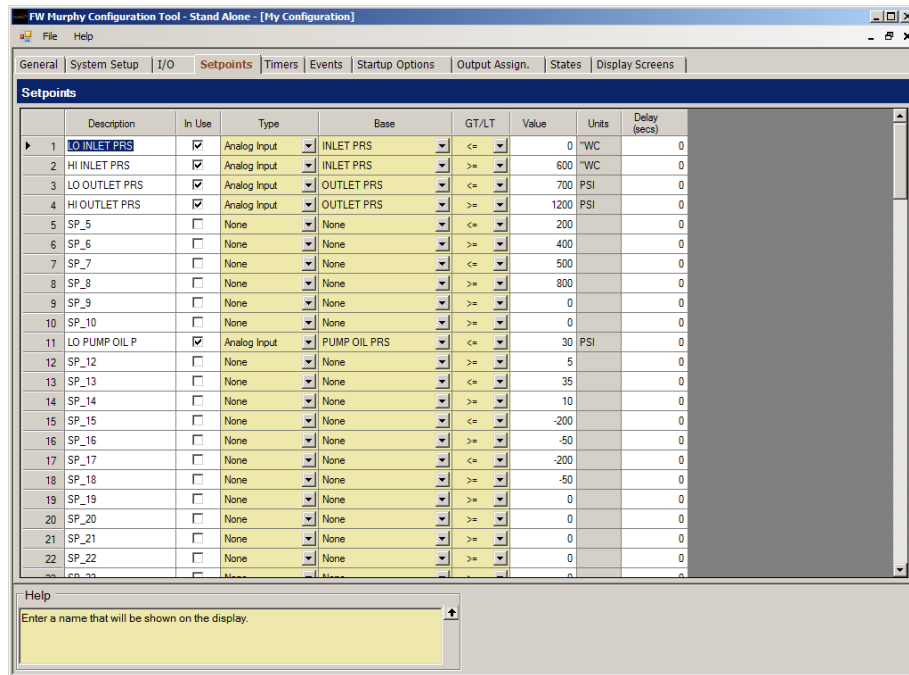 FW Murphy Configuration Tool - Stand Alone - [My Configuration]
File Help
General System Setup I/O Setpoints Timers Events Startup Options Output Assign. States Display Screens
Setpoints
Description In Use Type Base GT/LT Value Units Delay (secs)
1 LO INLET PRS Analog Input INLET PRS <= 0 "WC 0
2 HI INLET PRS Analog Input INLET PRS >= 600 "WC 0
3 LO OUTLET PRS Analog Input OUTLET PRS <= 700 PSI 0
4 HI OUTLET PRS Analog Input OUTLET PRS >= 1200 PSI 0
5 SP_5 None None <= 200 0
6 SP_6 None None >= 400 0
7 SP_7 None None <= 500 0
8 SP_8 None None >= 800 0
9 SP_9 None None >= 0 0
10 SP_10 None None >= 0 0
11 LO PUMP OIL P Analog Input PUMP OIL PRS <= 30 PSI 0
12 SP_12 None None >= 5 0
13 SP_13 None None <= 35 0
14 SP_14 None None >= 10 0
15 SP_15 None None <= -200 0
16 SP_16 None None >= -50 0
17 SP_17 None None <= -200 0
18 SP_18 None None >= -50 0
19 SP_19 None None >= 0 0
20 SP_20 None None >= 0 0
21 SP_21 None None >= 0 0
22 SP_22 None None >= 0 0
Help
Enter a name that will be shown on the display.